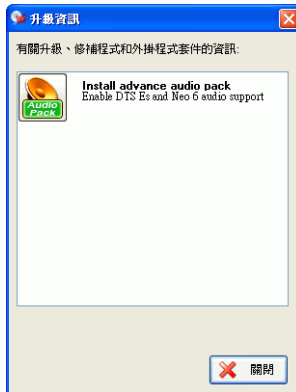 升級資訊
有關升級、修補程式和外掛程式套件的資訊:
Install advance audio pack
Enable DTS Es and Neo 6 audio support
Audio
Pack
關閉